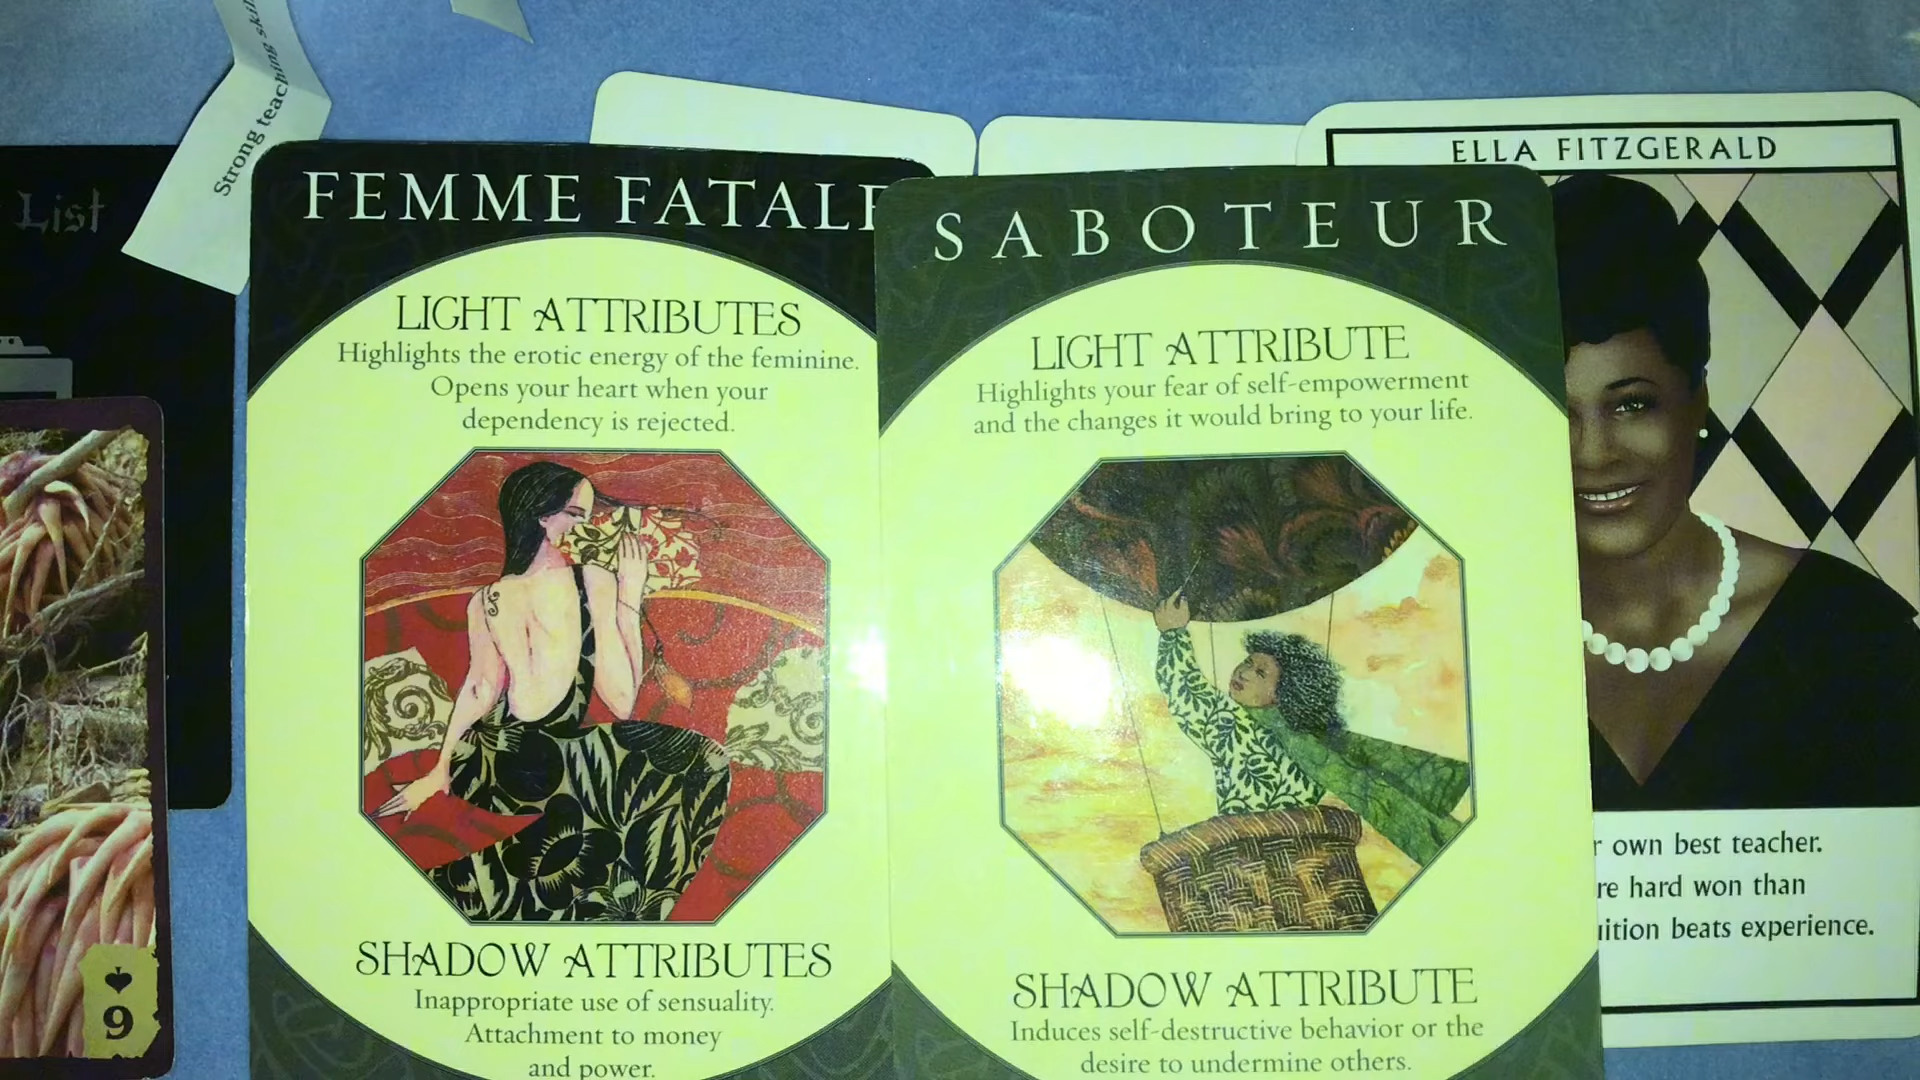 Strong teaching
List
9
FEMME FATALE
LIGHT ATTRIBUTES
Highlights the erotic energy of the feminine.
Opens your heart when your
dependency is rejected.
SHADOW ATTRIBUTES
Inappropriate use of sensuality.
Attachment to money
and power.
SABOTEUR
LIGHT ATTRIBUTE
Highlights your fear of self-empowerment
and the changes it would bring to your life.
SHADOW ATTRIBUTE
Induces self-destructive behavior or the
desire to undermine others.
ELLA FITZGERALD
own best teacher.
hard won than
beats experience.